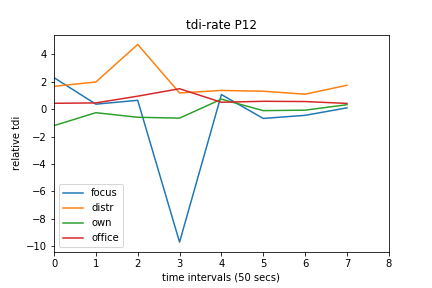 tdi-rate P12
relative tdi
4
2
0
−2
−4
−6
−8
−10
focus
distr
own
office
0 1 2 3 4 5 6 7 8
time intervals (50 secs)